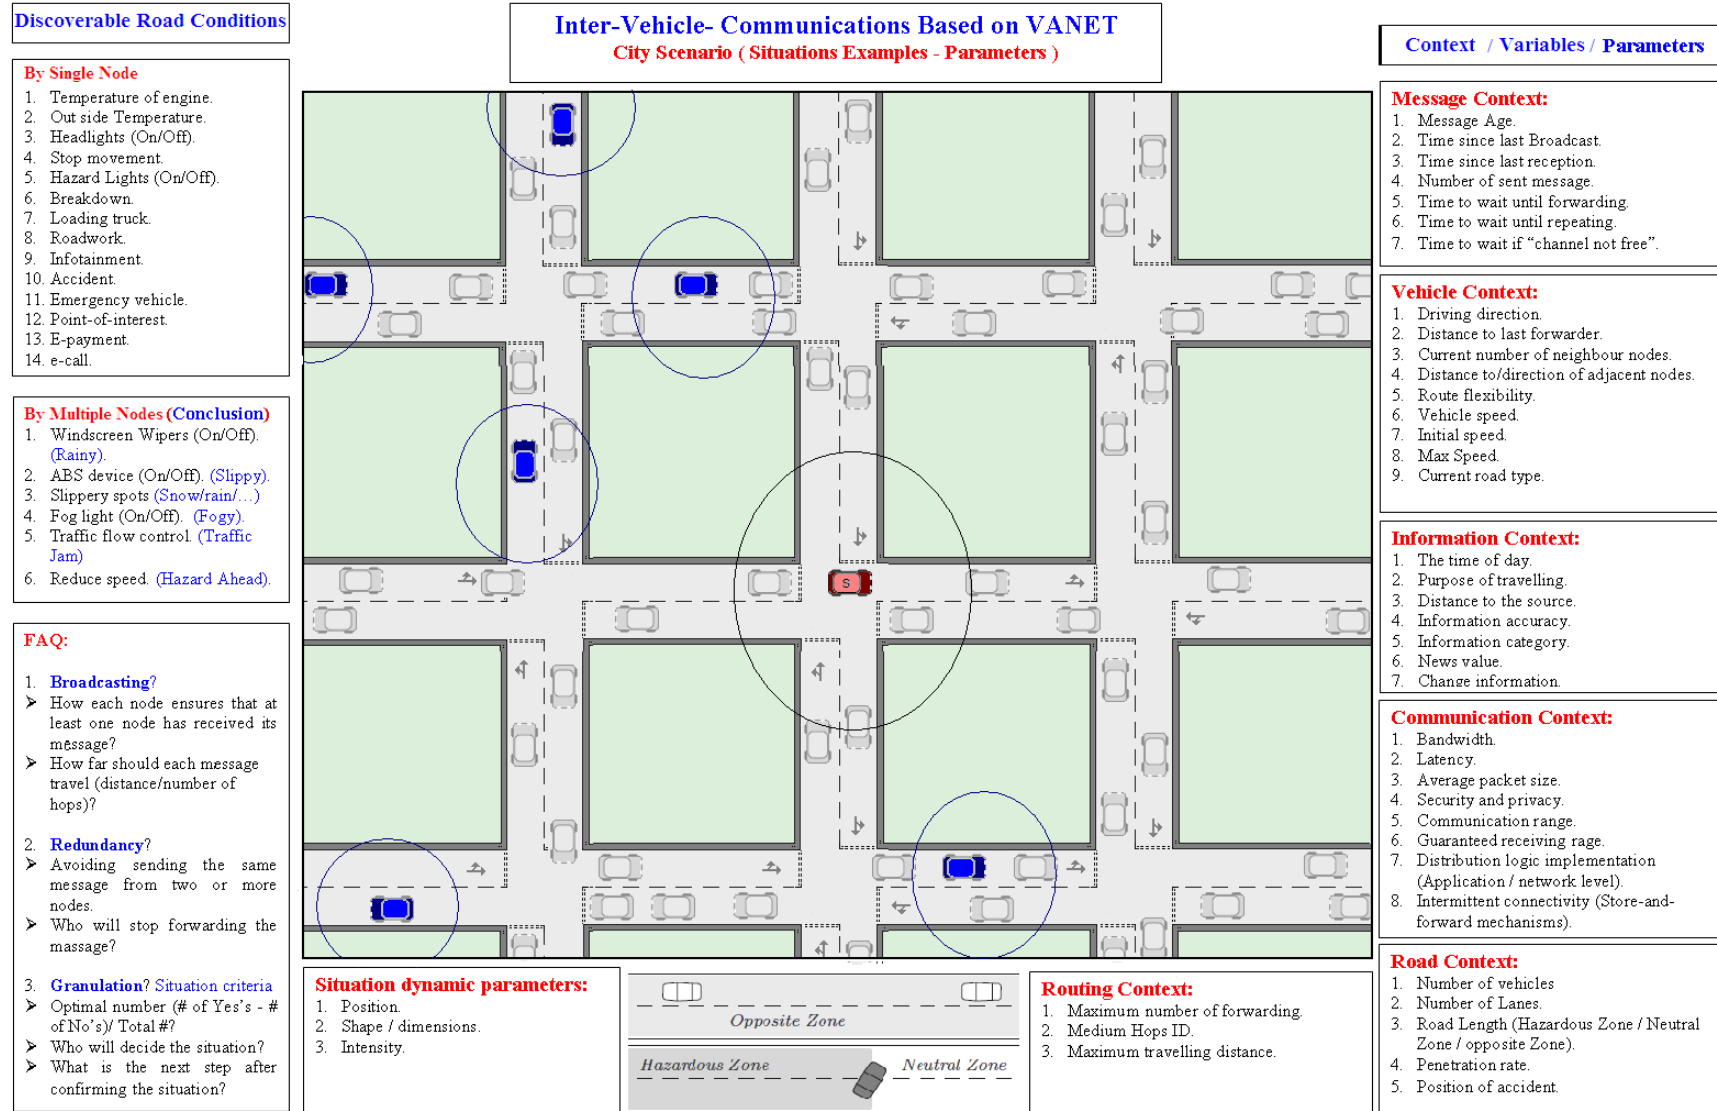 Discoverable Road Conditions
By Single Node
1. Temperature of engine.
2. Out side Temperature.
3. Headlights (On/Off).
4. Stop movement.
5. Hazard Lights (On/Off).
6. Breakdown.
7. Loading truck.
8. Roadwork.
9. Infotainment.
10. Accident.
11. Emergency vehicle.
12. Point-of-interest.
13. E-payment.
14. e-call.
By Multiple Nodes (Conclusion)
1. Windscreen Wipers (On/Off).
(Rainy).
2. ABS device (On/Off). (Slippy).
3. Slippery spots (Snow/rain/…)
4. Fog light (On/Off). (Fogy).
5. Traffic flow control. (Traffic
Jam)
6. Reduce speed. (Hazard Ahead).
FAQ:
1. Broadcasting?
➢ How each node ensures that at
least one node has received its
message?
➢ How far should each message
travel (distance/number of
hops)?
2. Redundancy?
➢ Avoiding sending the same
message from two or more
nodes.
➢ Who will stop forwarding the
massage?
3. Granulation? Situation criteria
➢ Optimal number (# of Yes's - #
of No's)/ Total #?
➢ Who will decide the situation?
➢ What is the next step after
confirming the situation?
Inter-Vehicle- Communications Based on VANET
City Scenario ( Situations Examples - Parameters )
S
Situation dynamic parameters:
1. Position.
2. Shape / dimensions.
3. Intensity.
Opposite Zone
Hazardous Zone
Neutral Zone
Routing Context:
1. Maximum number of forwarding.
2. Medium Hops ID.
3. Maximum travelling distance.
Context / Variables / Parameters
Message Context:
1. Message Age.
2. Time since last Broadcast.
3. Time since last reception.
4. Number of sent message.
5. Time to wait until forwarding.
6. Time to wait until repeating.
7. Time to wait if “channel not free”.
Vehicle Context:
1. Driving direction.
2. Distance to last forwarder.
3. Current number of neighbour nodes.
4. Distance to/direction of adjacent nodes.
5. Route flexibility.
6. Vehicle speed.
7. Initial speed.
8. Max Speed.
9. Current road type.
Information Context:
1. The time of day.
2. Purpose of travelling.
3. Distance to the source.
4. Information accuracy.
5. Information category.
6. News value.
7. Change information.
Communication Context:
1. Bandwidth.
2. Latency.
3. Average packet size.
4. Security and privacy.
5. Communication range.
6. Guaranteed receiving rage.
7. Distribution logic implementation
(Application / network level).
8. Intermittent connectivity (Store-and-
forward mechanisms).
Road Context:
1. Number of vehicles
2. Number of Lanes.
3. Road Length (Hazardous Zone / Neutral
Zone / opposite Zone).
4. Penetration rate.
5. Position of accident.